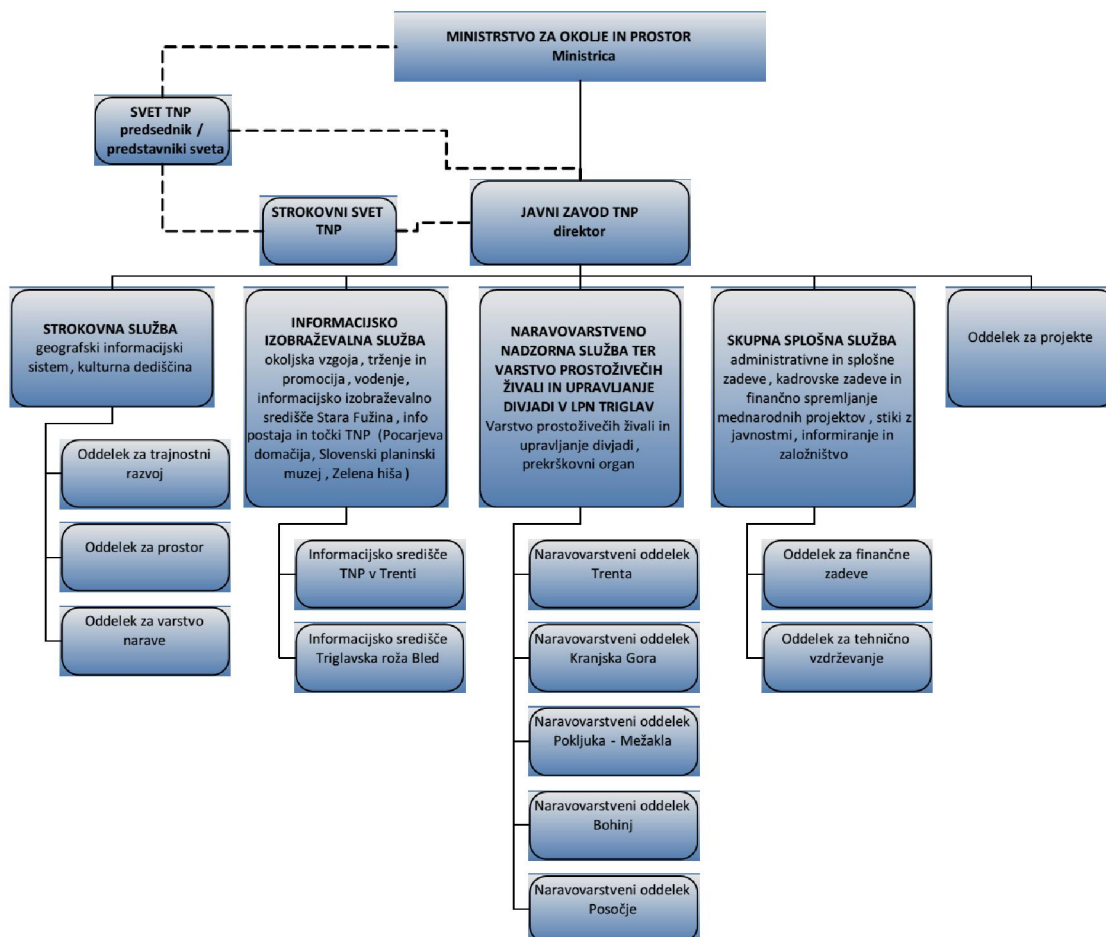 MINISTRSTVO ZA OKOLJE IN PROSTOR
Ministrica
SVET TNP
predsednik /
predstavniki sveta
STROKOVNI SVET
TNP
JAVNI ZAVOD TNP
direktor
STROKOVNA SLUŽBA
geografski informacijski
sistem , kulturna dediščina
Oddelek za trajnostni
razvoj
Oddelek za prostor
Oddelek za varstvo
narave
INFORMACIJSKO
IZOBRAŽEVALNA SLUŽBA
okoljska vzgoja , trženje in
promocija , vodenje ,
informacijsko izobraževalno
središče Stara Fužina , info
postaja in točki TNP (Pocarjeva
domačija, Slovenski planinski
muzej , Zelena hiša )
Informacijsko središče
TNP v Trenti
Informacijsko središče
Triglavska roža Bled
NARAVOVARSTVENO
NADZORNA SLUŽBA TER
VARSTVO PROSTOŽIVEČIH
ŽIVALI IN UPRAVLJANJE
DIVJADI V LPN TRIGLAV
Varstvo prostoživečih živali in
upravljanje divjadi ,
prekrškovni organ
Naravovarstveni oddelek
Trenta
Naravovarstveni oddelek
Kranjska Gora
Naravovarstveni oddelek
Pokljuka - Mežakla
Naravovarstveni oddelek
Bohinj
Naravovarstveni oddelek
Posočje
SKUPNA SPLOŠNA SLUŽBA
administrativne in splošne
zadeve , kadrovske zadeve in
finančno spremljanje
mednarodnih projektov , stiki z
javnostmi , informiranje in
založništvo
Oddelek za finančne
zadeve
Oddelek za tehnično
vzdrževanje
Oddelek za projekte